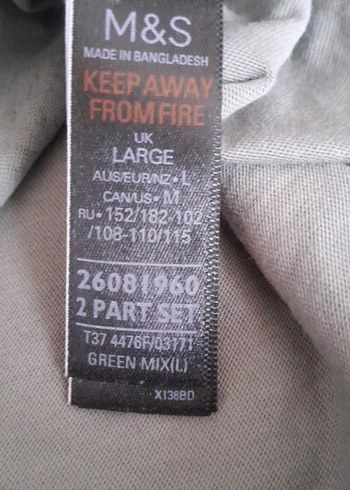 M&S
MADE IN BANGLADESH
KEEP AWAY
FROM FIRE
UK
LARGE
AUS/EUR/NZ•L
CAN/US•M
RU•152/182-102
/108-110/115
26081960
2 PART SET
T37 4476F/03171
GREEN MIX(L)
X138BD